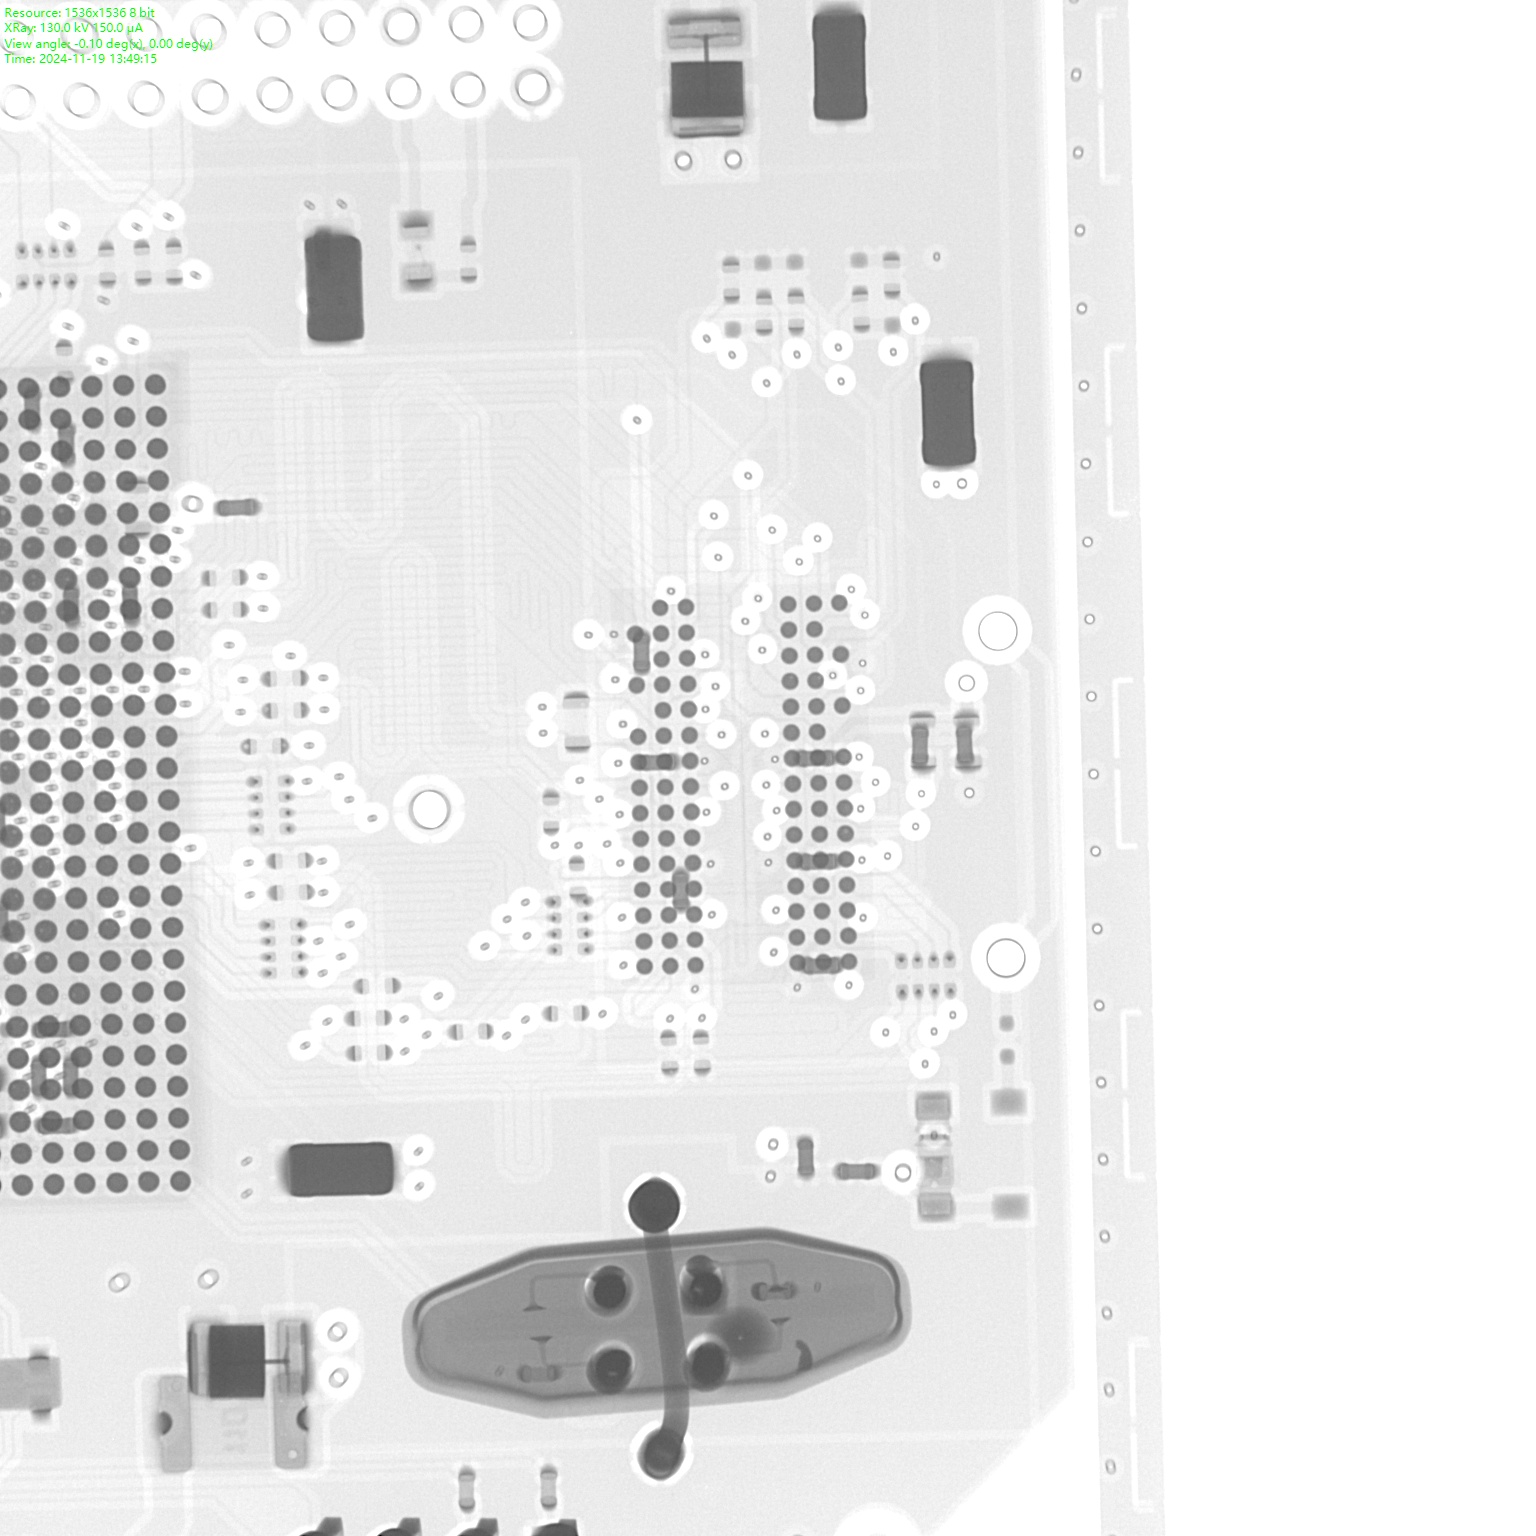 Resource: 1536x1536 8 bit
XRay: 130.0 kV 150.0 µA
View angle: -0.10 deg(x), 0.00 deg(y)
Time: 2024-11-19 13:49:15